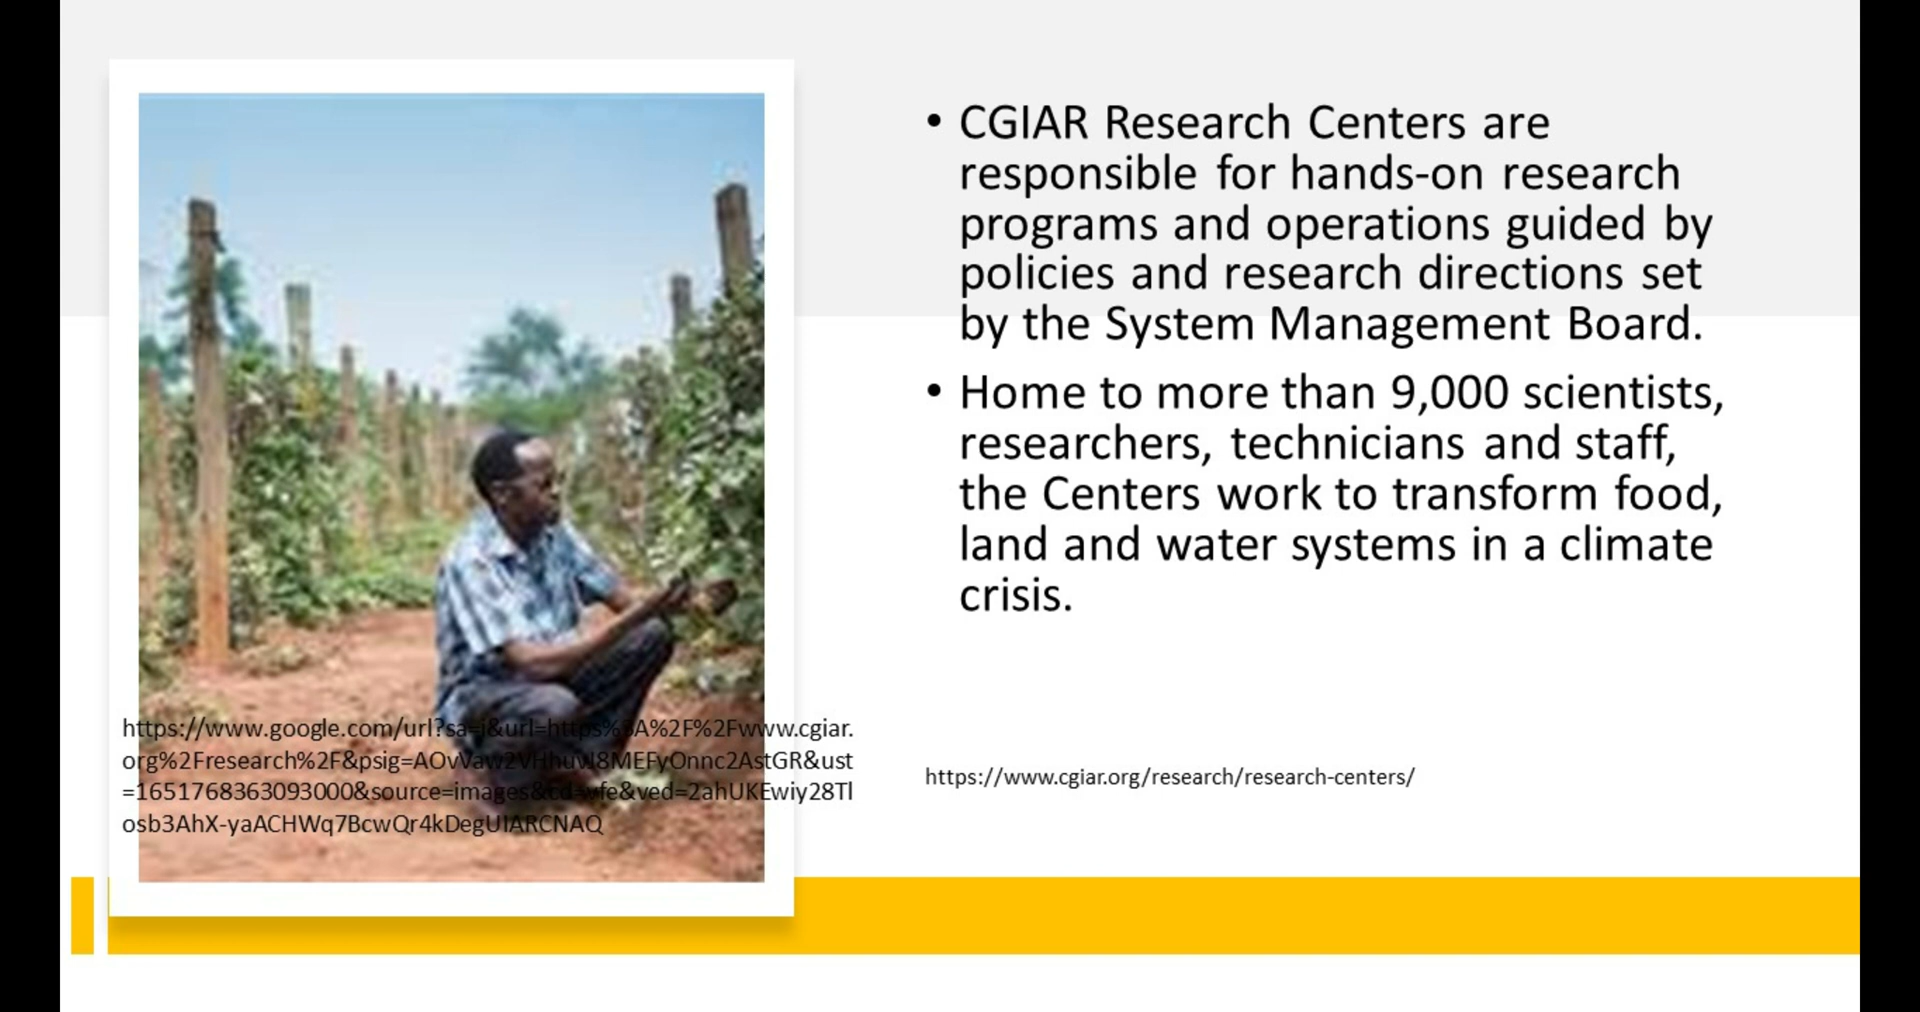 • CGIAR Research Centers are
responsible for hands-on research
programs and operations guided by
policies and research directions set
by the System Management Board.
• Home to more than 9,000 scientists,
researchers, technicians and staff,
the Centers work to transform food,
land and water systems in a climate
crisis.
https://www.google.com/url?sa=i&url=https%3A%2F%2Fwww.cgiar.
org%2Fresearch%2F&psig=AOvVaw2VHhuWJ8MEFyOnnc2AstGR&ust
=1651768363093000&source=images&cd=vfe&ved=2ahUKEwiy28Tl
osb3AhX-yaACHWq7BcwQr4kDegUIARCNAQ
https://www.cgiar.org/research/research-centers/